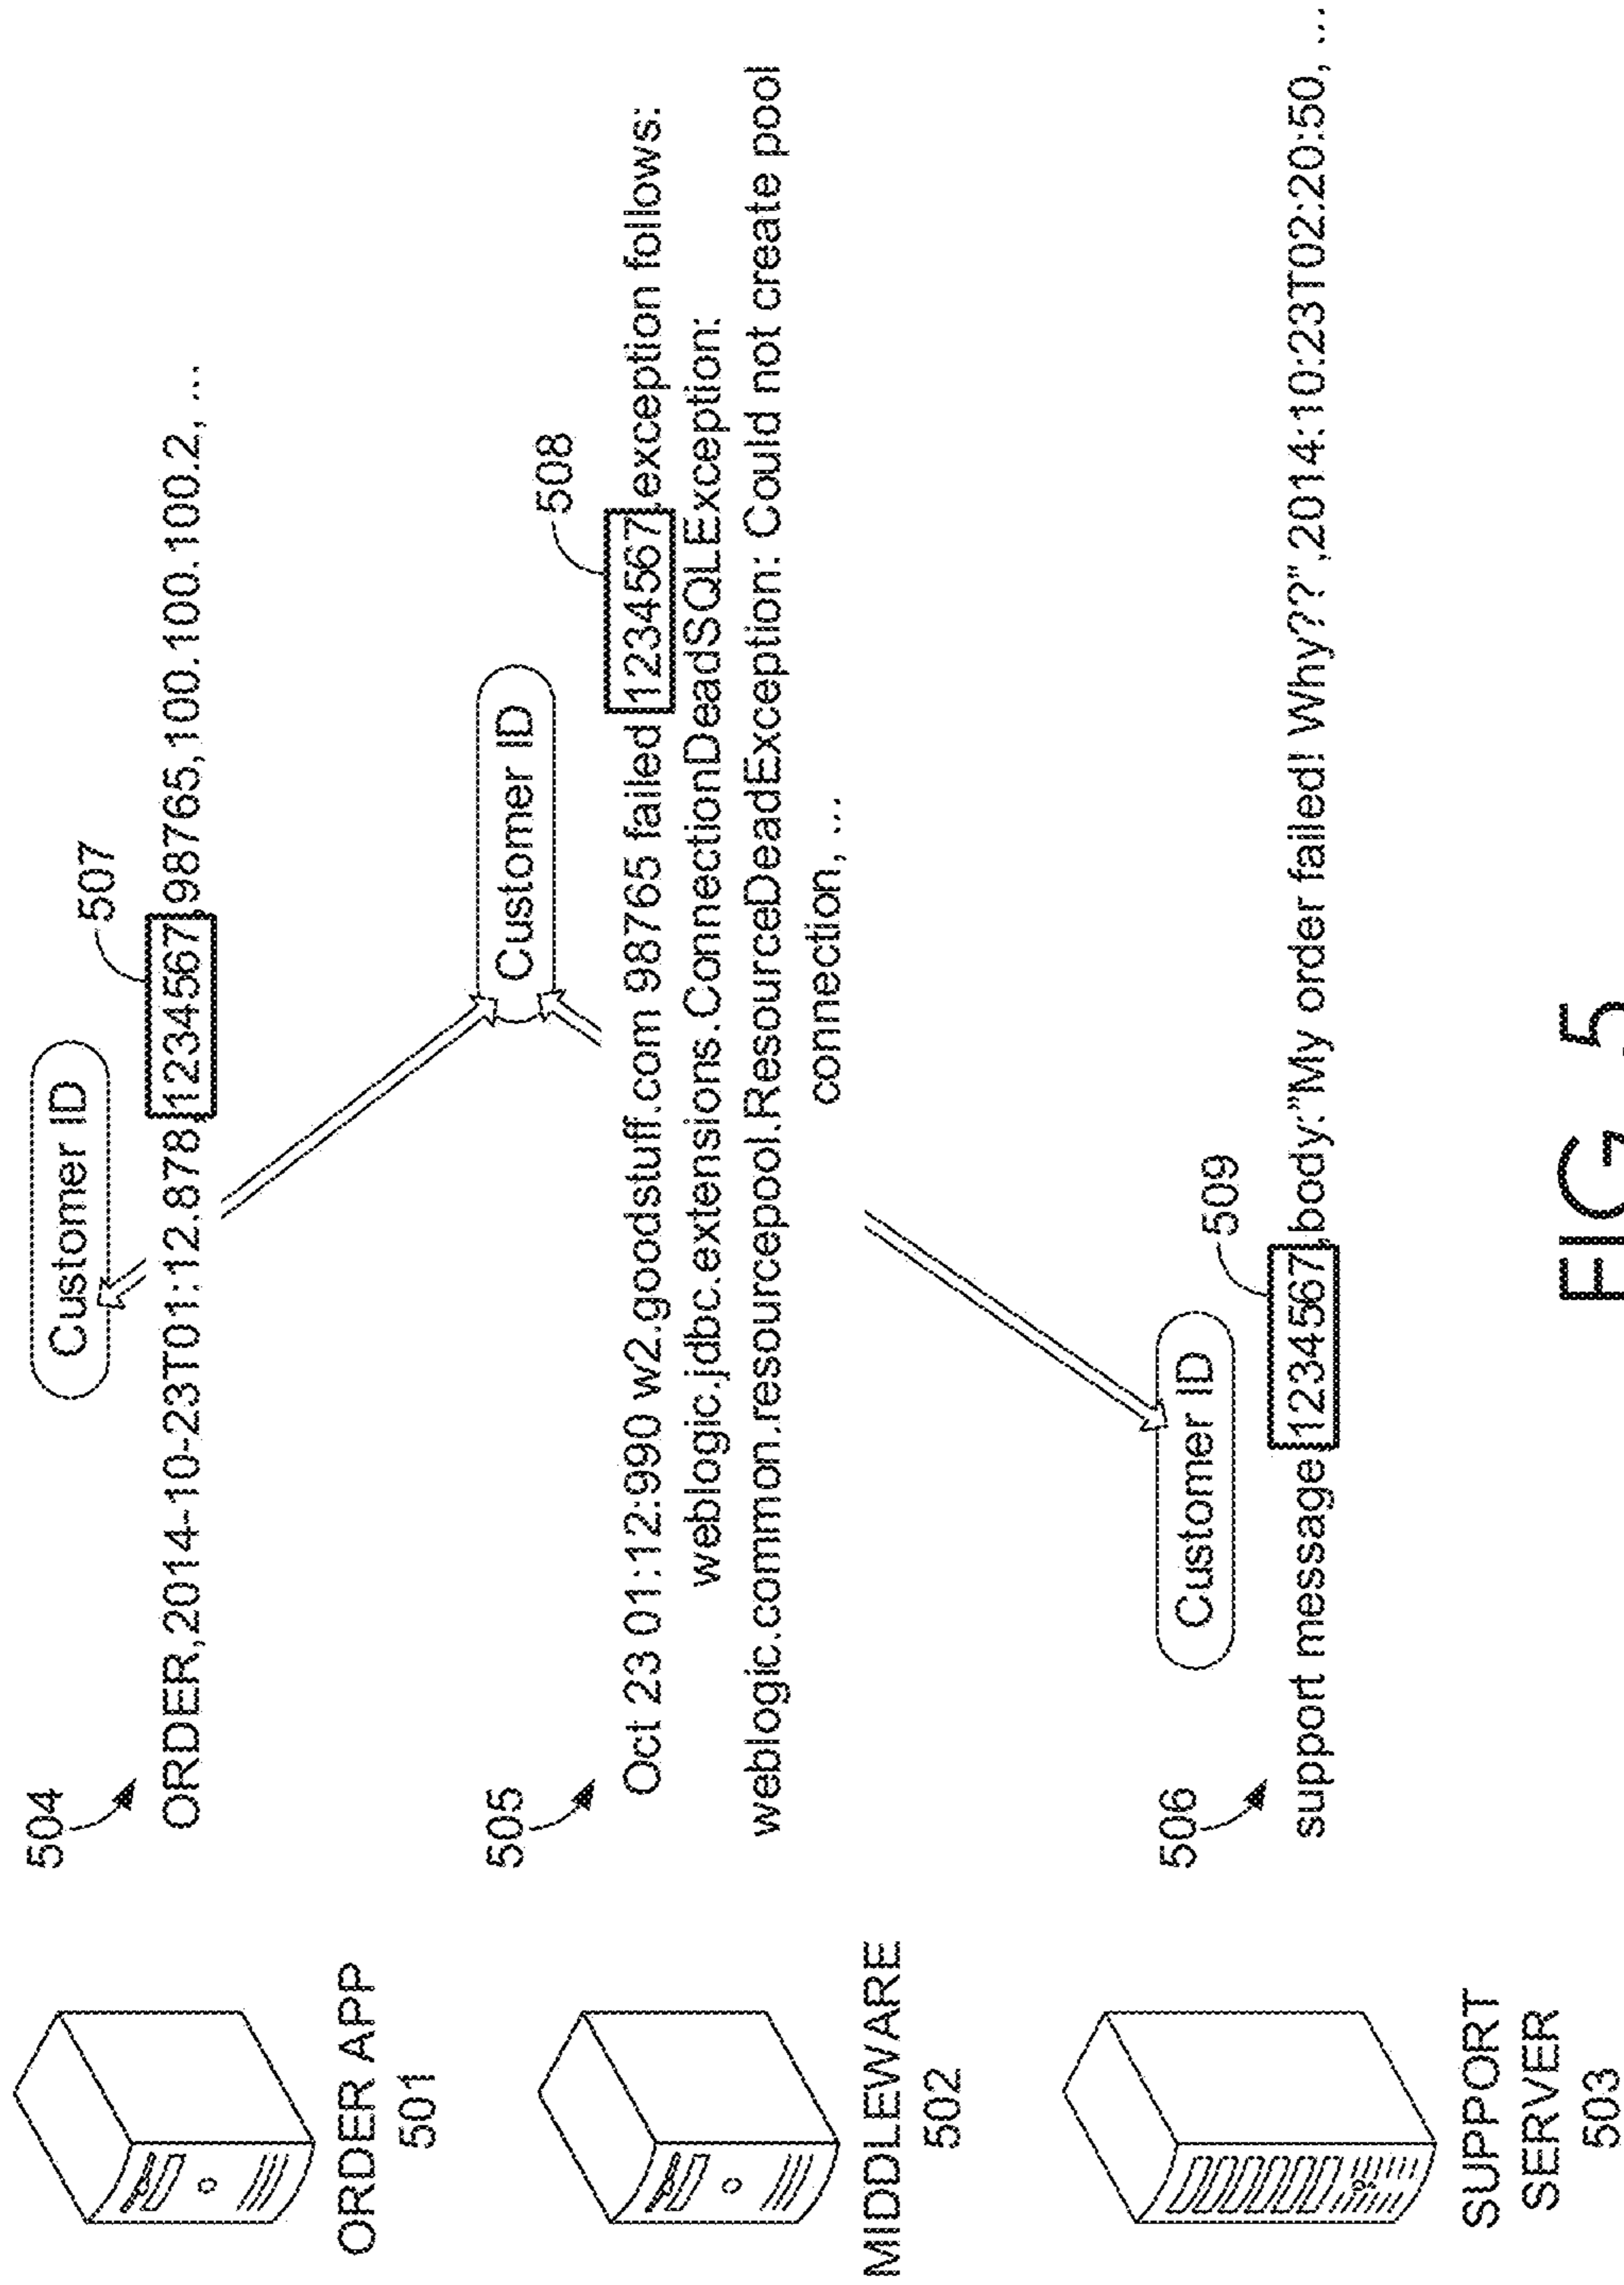 ORDER APP
501
504
Customer ID
507
ORDER,2014-10-23T01:12.878,1234567,98765,100.100.100.2, ...
MIDDLEWARE
502
505
Customer ID
508
Oct 23 01:12:990 w2.goodstuff.com 98765 failed 1234567,exception follows:
weblogic.jdbc.extensions.ConnectionDeadSQLException:
weblogic.common.resourcepool.ResourceDeadException: Could not create pool
connection, ...
SUPPORT
SERVER
503
506
Customer ID
509
support message,1234567,body:"My order failed! Why??",2014:10:23T02:20:50, ...
FIG. 5